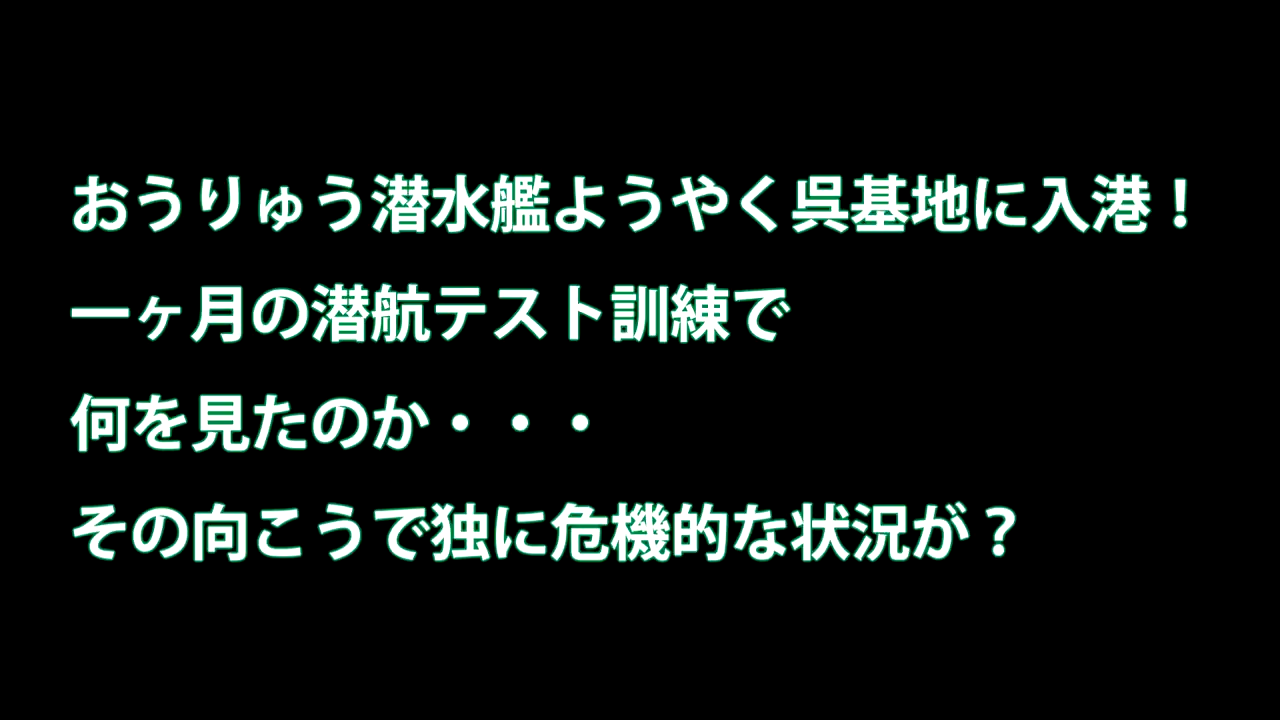 おうりゅう潜水艦ようやく呉基地に入港！
一ヶ月の潜航テスト訓練で
何を見たのか・・・
その向こうで独に危機的な状況が？